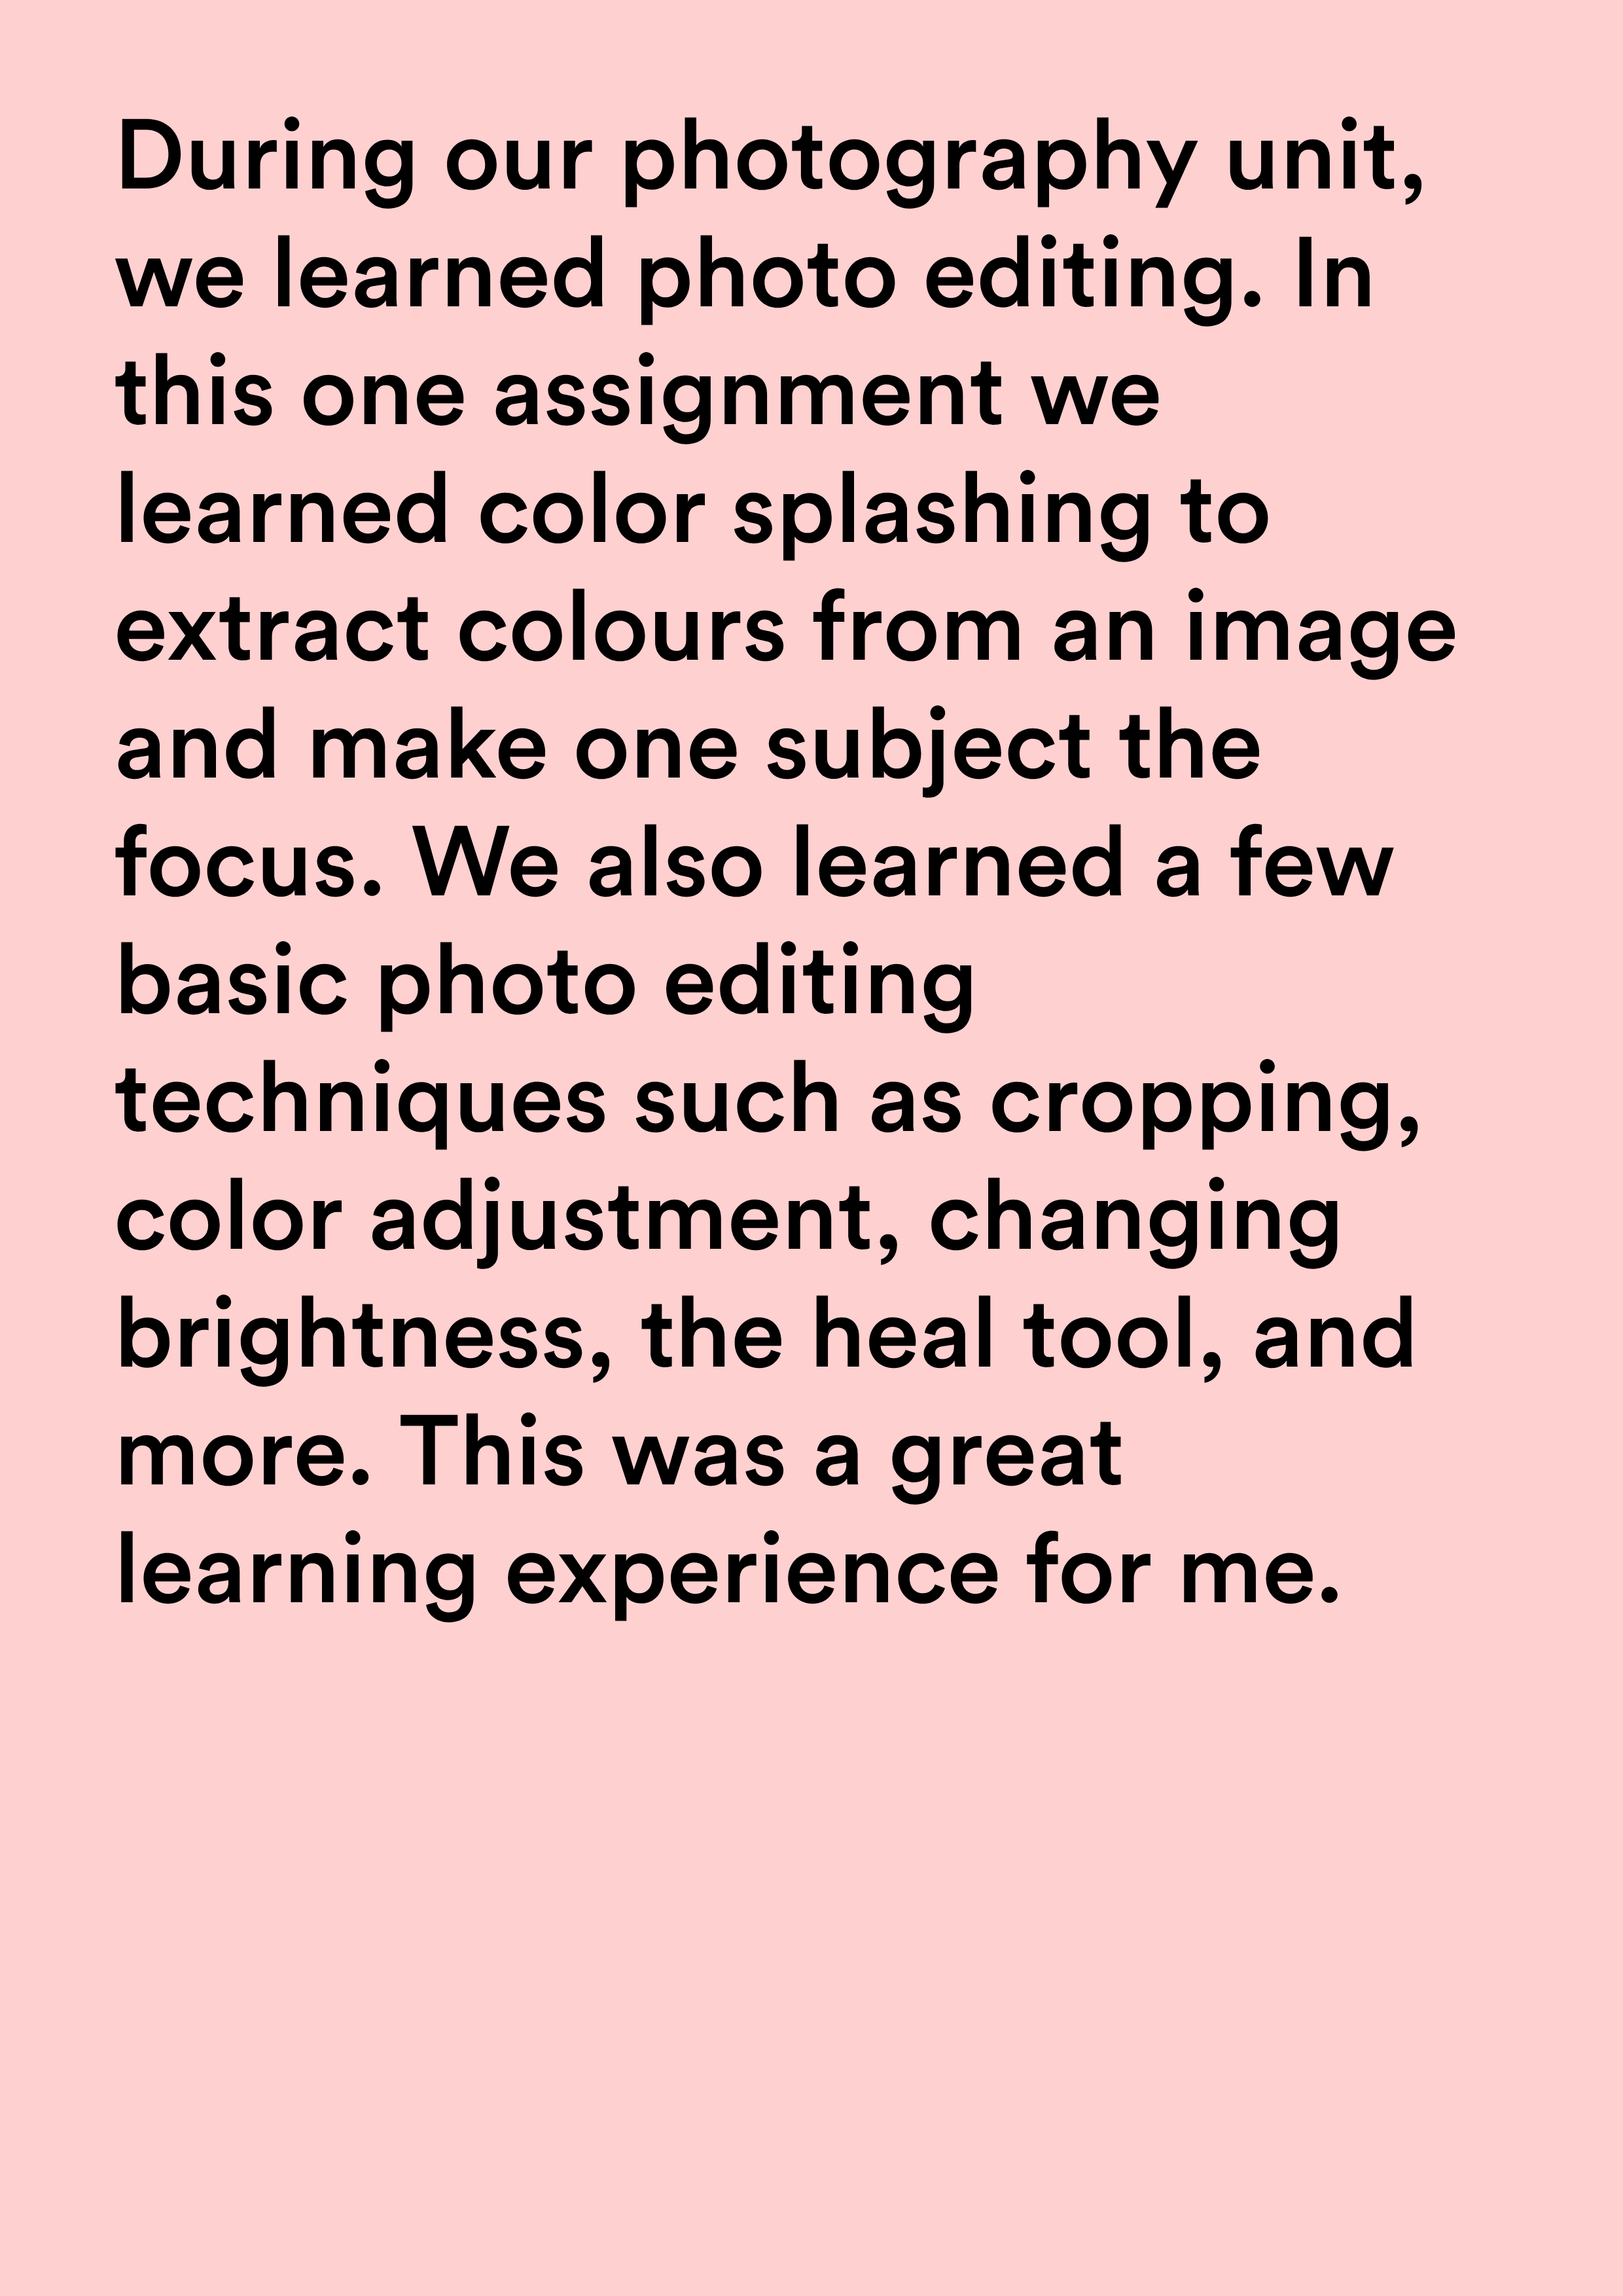 During our photography unit,
we learned photo editing. In
this one assignment we
learned color splashing to
extract colours from an image
and make one subject the
focus. We also learned a few
basic photo editing
techniques such as cropping,
color adjustment, changing
brightness, the heal tool, and
more. This was a great
learning experience for me.